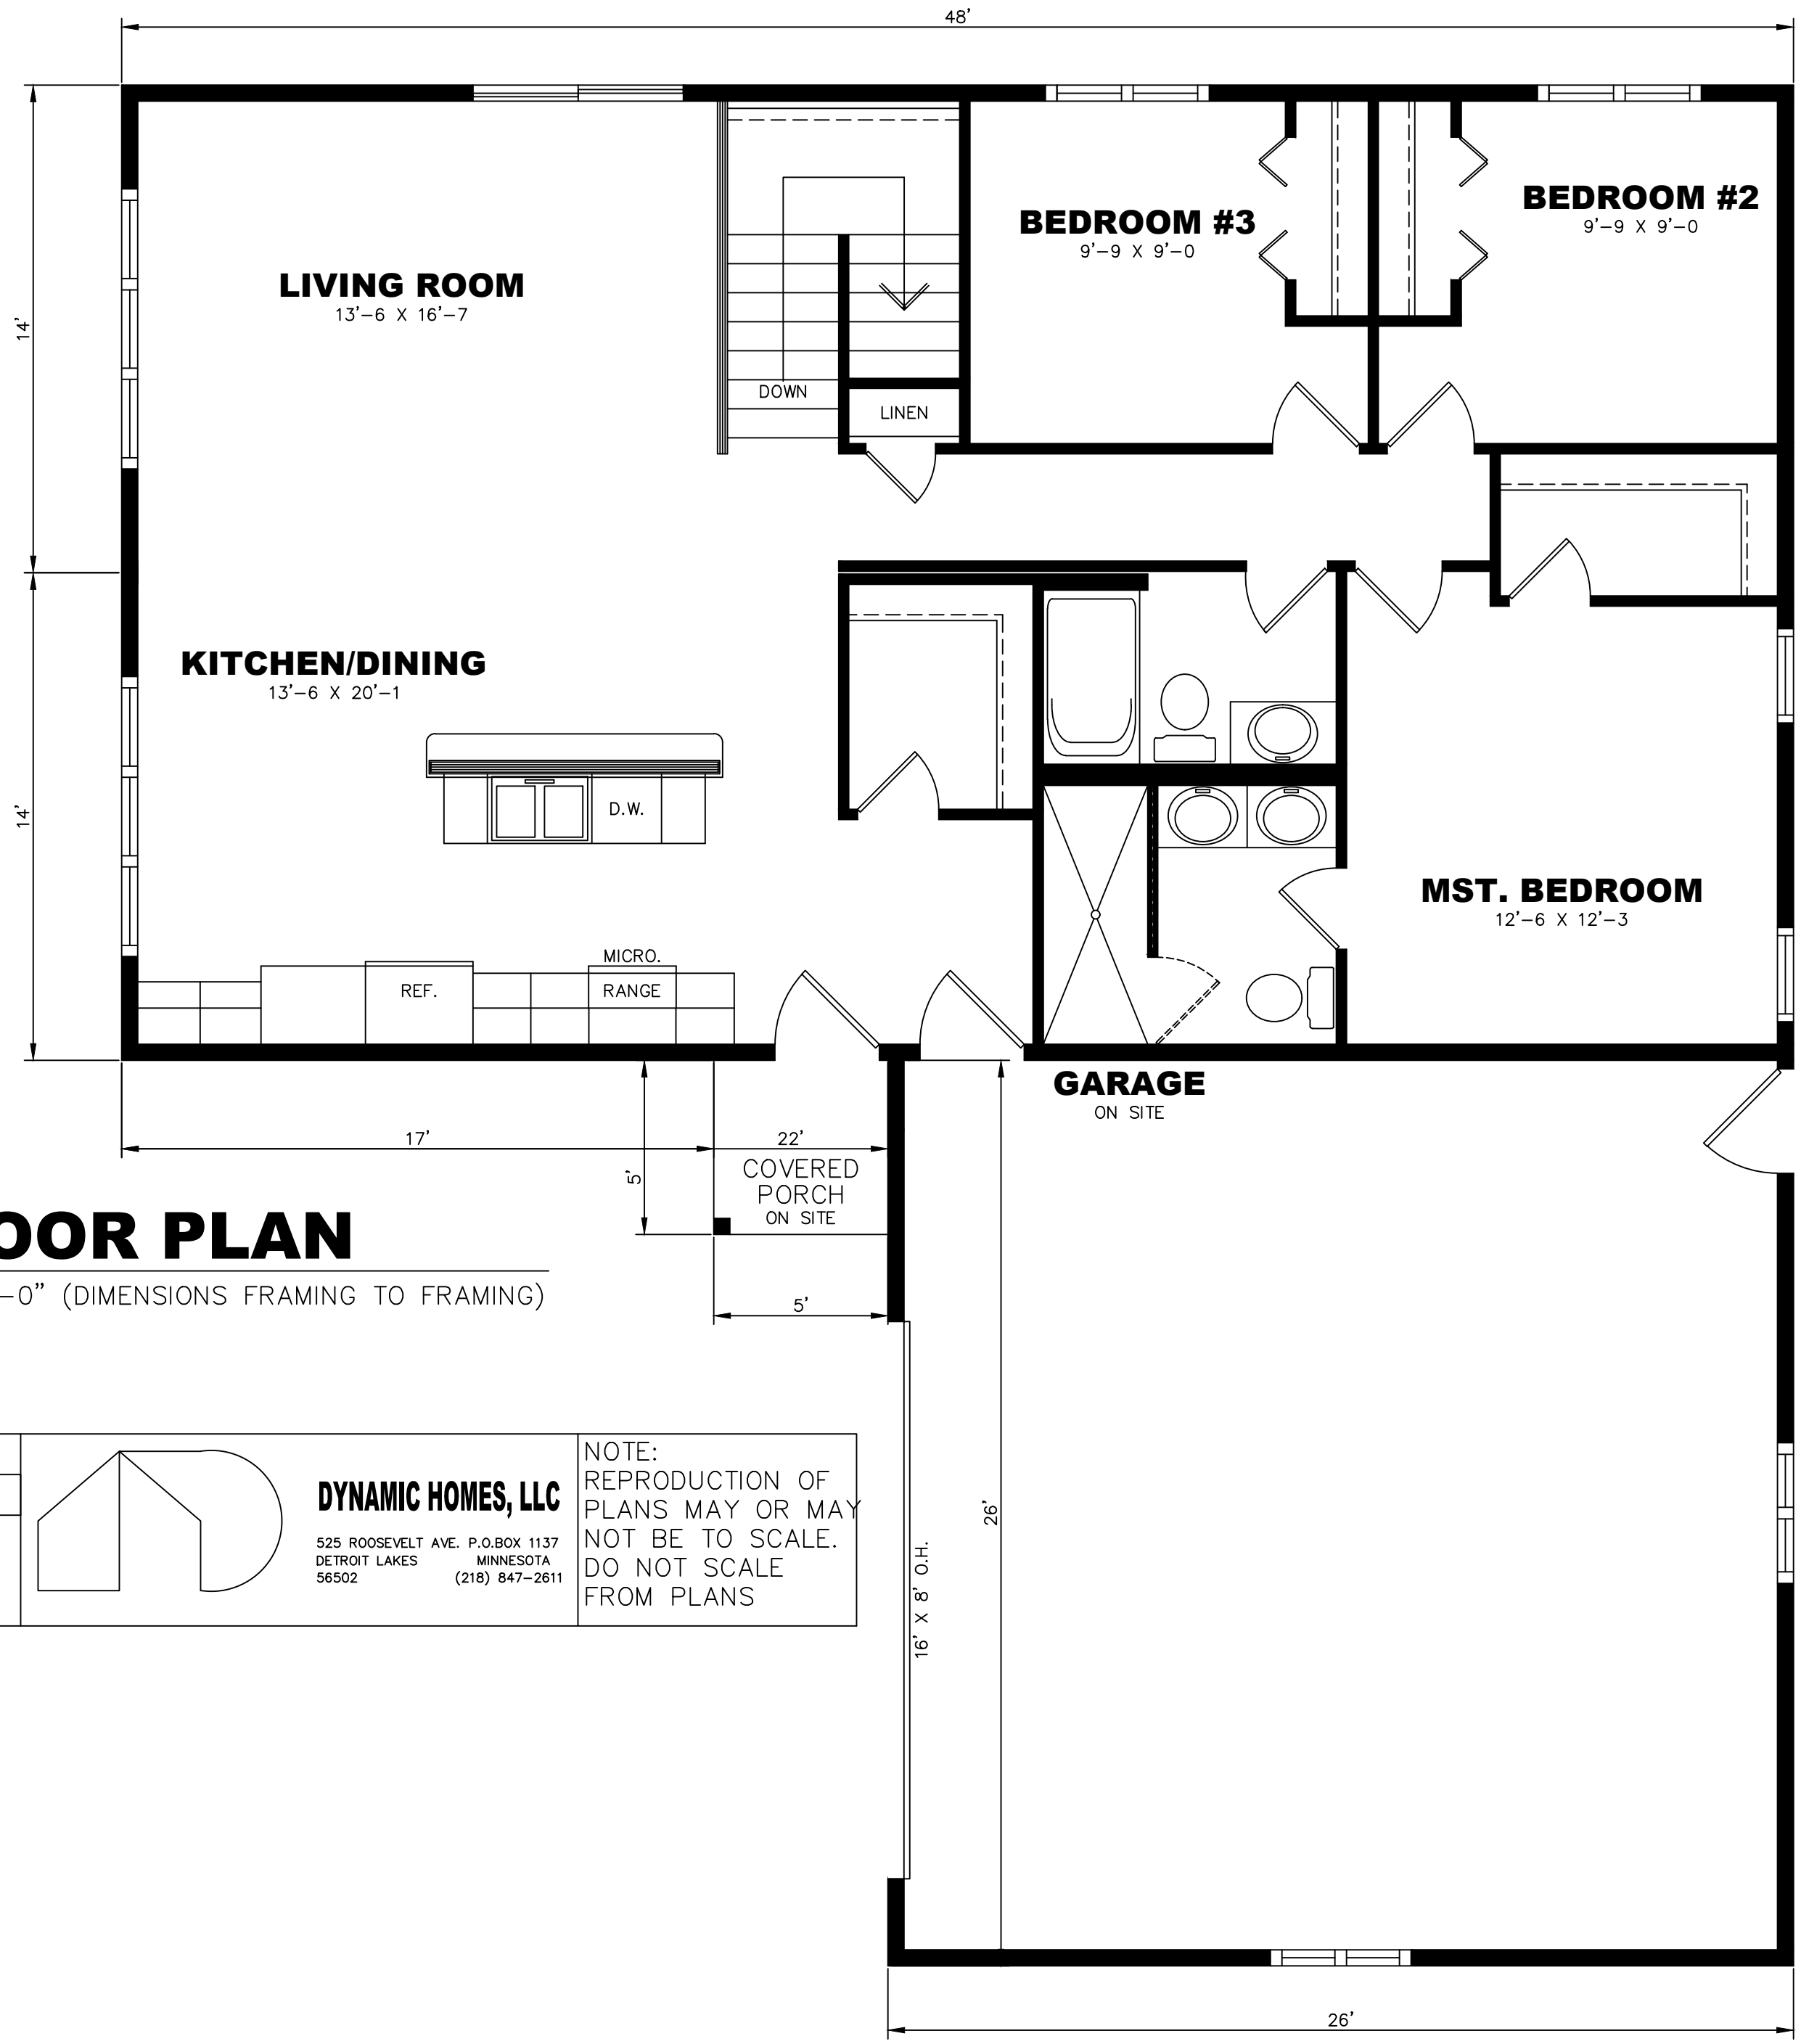 48'
14'
14'
LIVING ROOM
13'-6 X 16'-7
DOWN
LINEN
BEDROOM #3
9'-9 X 9'-0
BEDROOM #2
9'-9 X 9'-0
KITCHEN/DINING
13'-6 X 20'-1
D.W.
MICRO.
REF.
RANGE
MST. BEDROOM
12'-6 X 12'-3
GARAGE
ON SITE
17'
22'
5'
COVERED
PORCH
ON SITE
5'
OOR PLAN
-0" (DIMENSIONS FRAMING TO FRAMING)
DYNAMIC HOMES, LLC
525 ROOSEVELT AVE. P.O.BOX 1137
DETROIT LAKES MINNESOTA
56502 (218) 847-2611
NOTE:
REPRODUCTION OF
PLANS MAY OR MAY
NOT BE TO SCALE.
DO NOT SCALE
FROM PLANS
16' X 8' O.H.
26'
26'